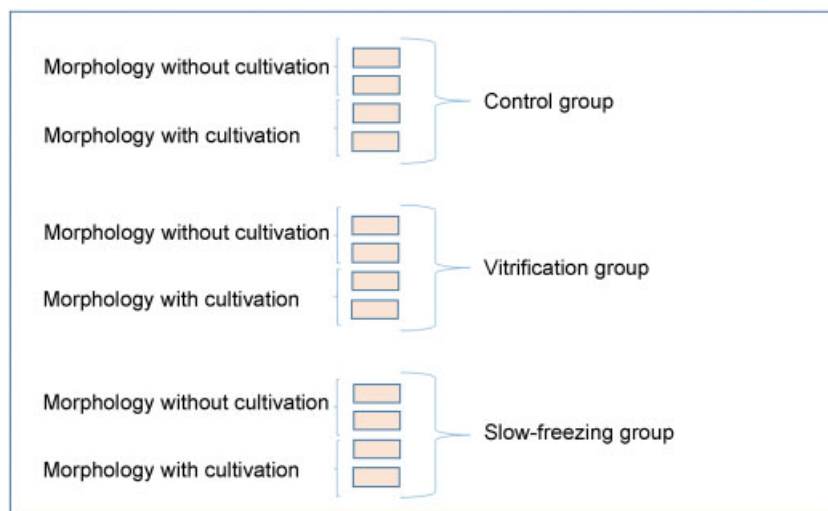 Morphology without cultivation
Control group
Morphology with cultivation
Morphology without cultivation
Vitrification group
Morphology with cultivation
Morphology without cultivation
Slow-freezing group
Morphology with cultivation